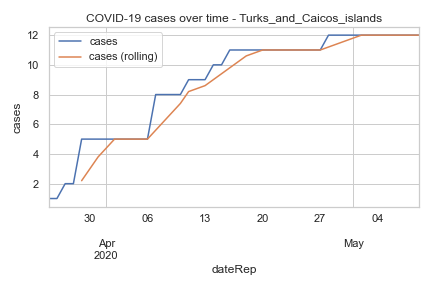 COVID-19 cases over time - Turks_and_Caicos_islands
cases
cases (rolling)
12
10
8
6
4
2
cases
30 06 13 20 27 04
Apr May
2020
dateRep